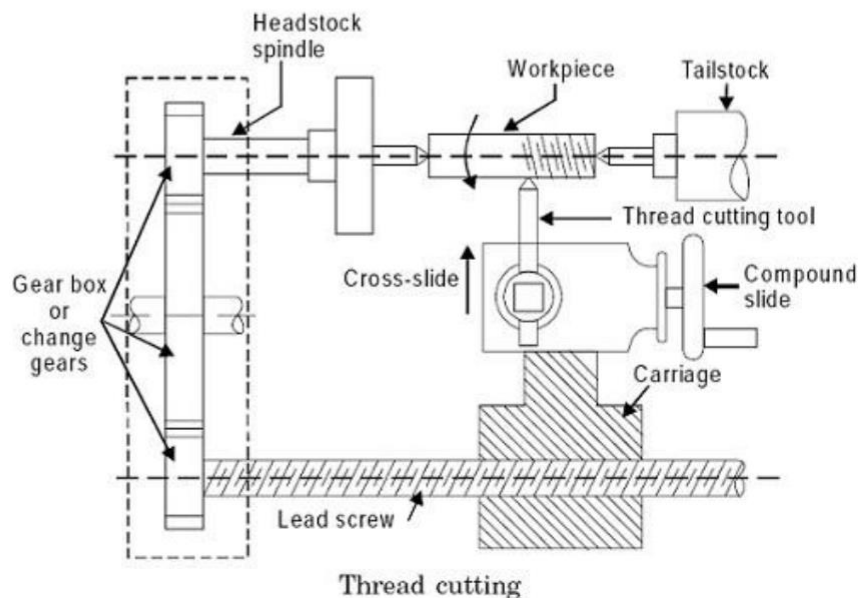 Headstock
spindle
Workpiece
Tailstock
Thread cutting tool
Cross-slide
Compound
slide
Gear box
or
change
gears
Carriage
Lead screw
Thread cutting